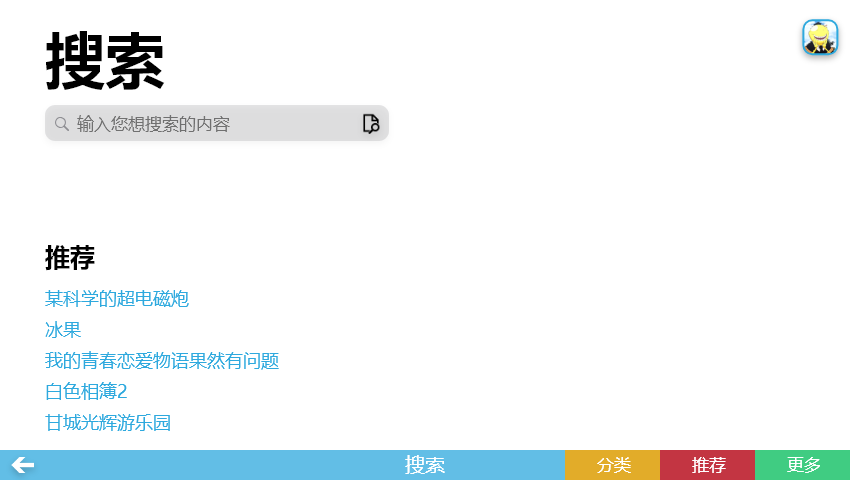 搜索
输入您想搜索的内容
推荐
某科学的超电磁炮
冰果
我的青春恋爱物语果然有问题
白色相簿2
甘城光辉游乐园
搜索 分类 推荐 更多